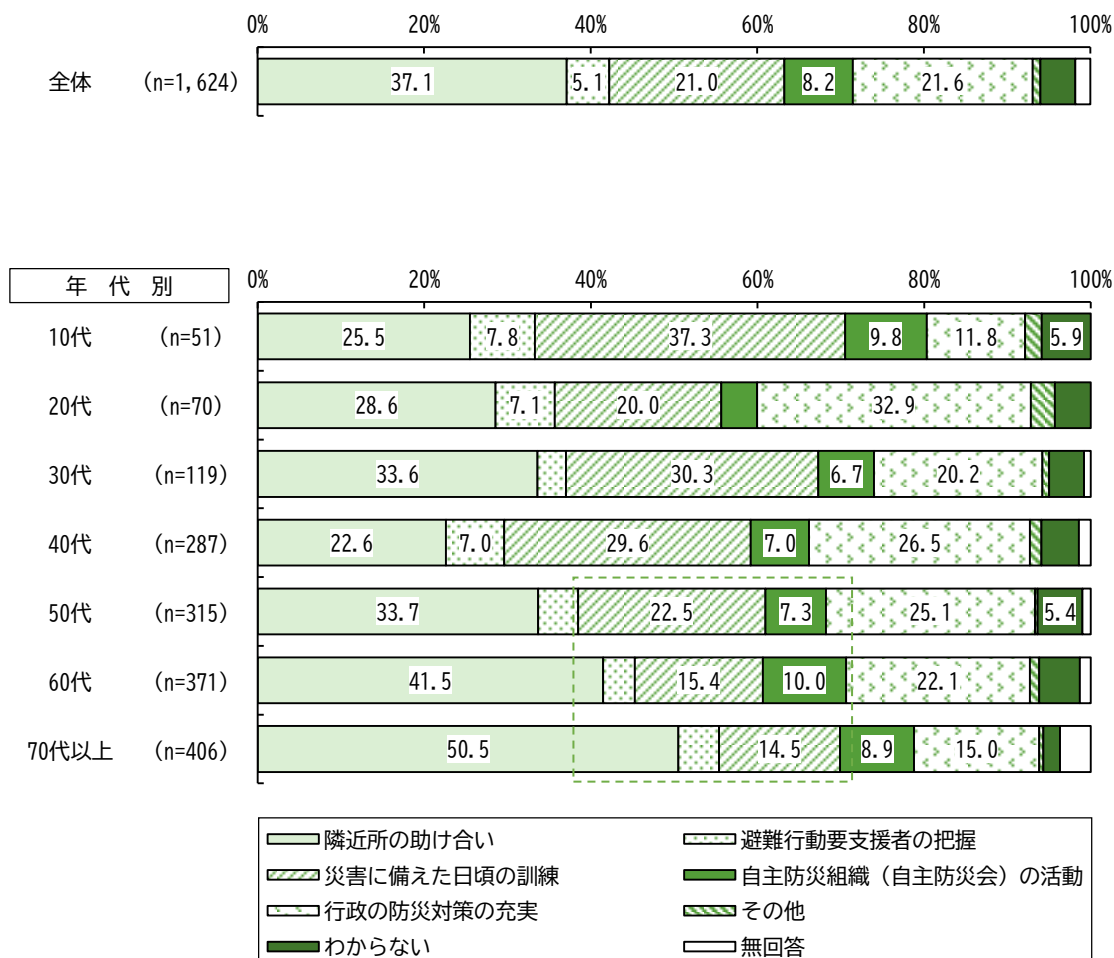 0% 20% 40% 60% 80% 100%
全体 (n=1,624) 37.1 5.1 21.0 8.2 21.6
年代別 0% 20% 40% 60% 80% 100%
10代 (n=51) 25.5 7.8 37.3 9.8 11.8 5.9
20代 (n=70) 28.6 7.1 20.0 32.9
30代 (n=119) 33.6 30.3 6.7 20.2
40代 (n=287) 22.6 7.0 29.6 7.0 26.5
50代 (n=315) 33.7 22.5 7.3 25.1 5.4
60代 (n=371) 41.5 15.4 10.0 22.1
70代以上 (n=406) 50.5 14.5 8.9 15.0
隣近所の助け合い 避難行動要支援者の把握
災害に備えた日頃の訓練 自主防災組織（自主防災会）の活動
行政の防災対策の充実 その他
わからない 無回答